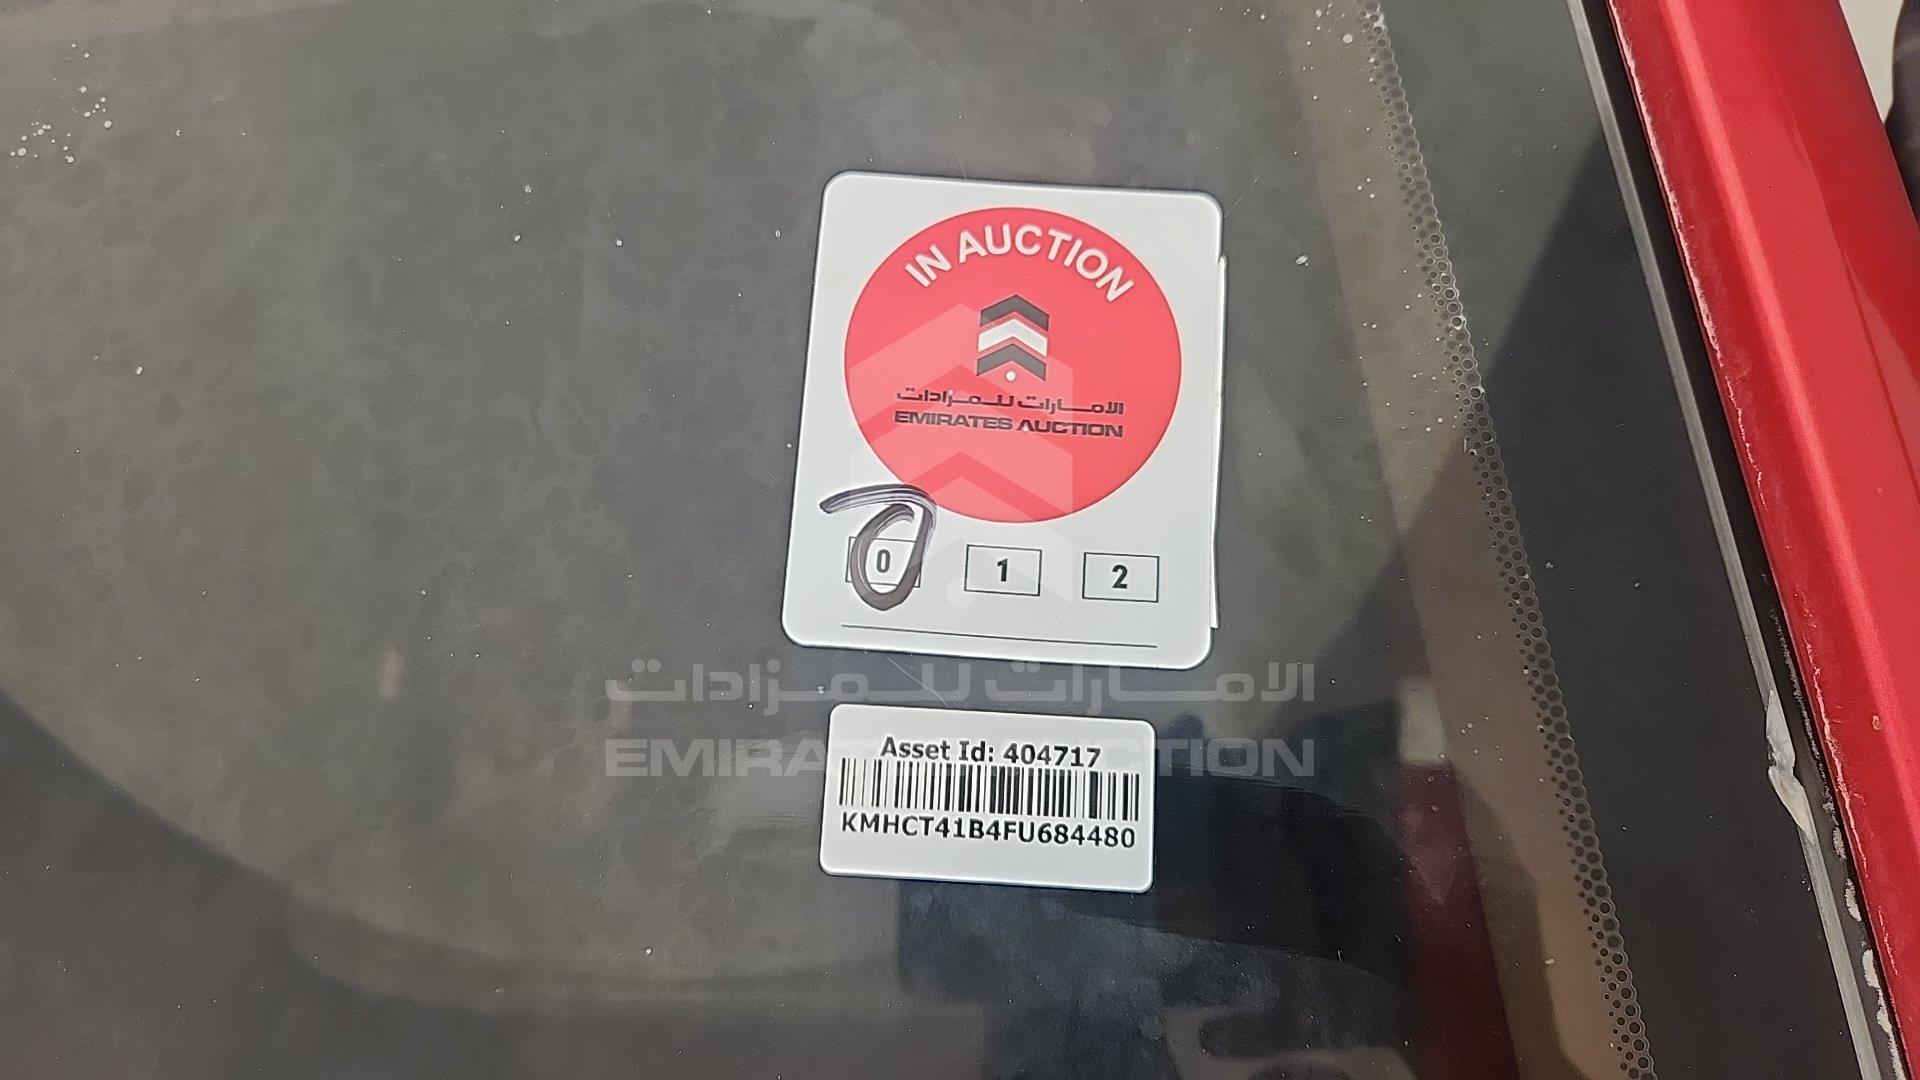 IN AUCTION
الامارات للمزادات
EMIRATES AUCTION
0 1 2
الامارات للمزادات
EMIRATES AUCTION
Asset Id: 404717
KMHCT41B4FU684480